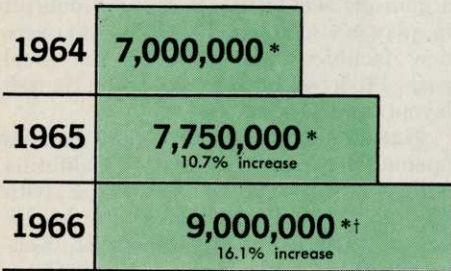 1964 7,000,000 *
1965 7,750,000 *
10.7% increase
1966 9,000,000 *†
16.1% increase